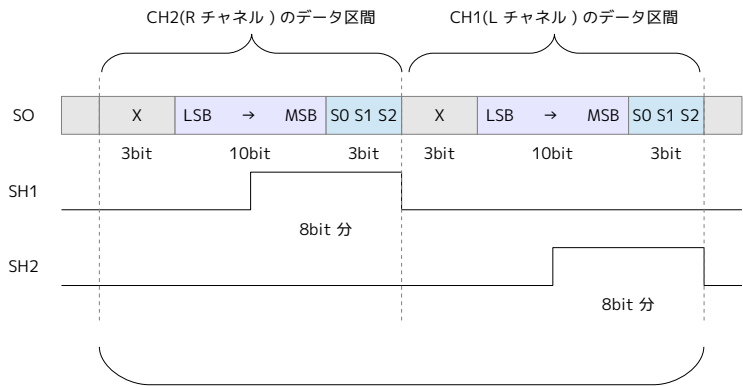 CH2(R チャネル ) のデータ区間 CH1(L チャネル ) のデータ区間
SO X LSB → MSB S0 S1 S2 X LSB → MSB S0 S1 S2
3bit 10bit 3bit 3bit 10bit 3bit
SH1
8bit 分
SH2
8bit 分